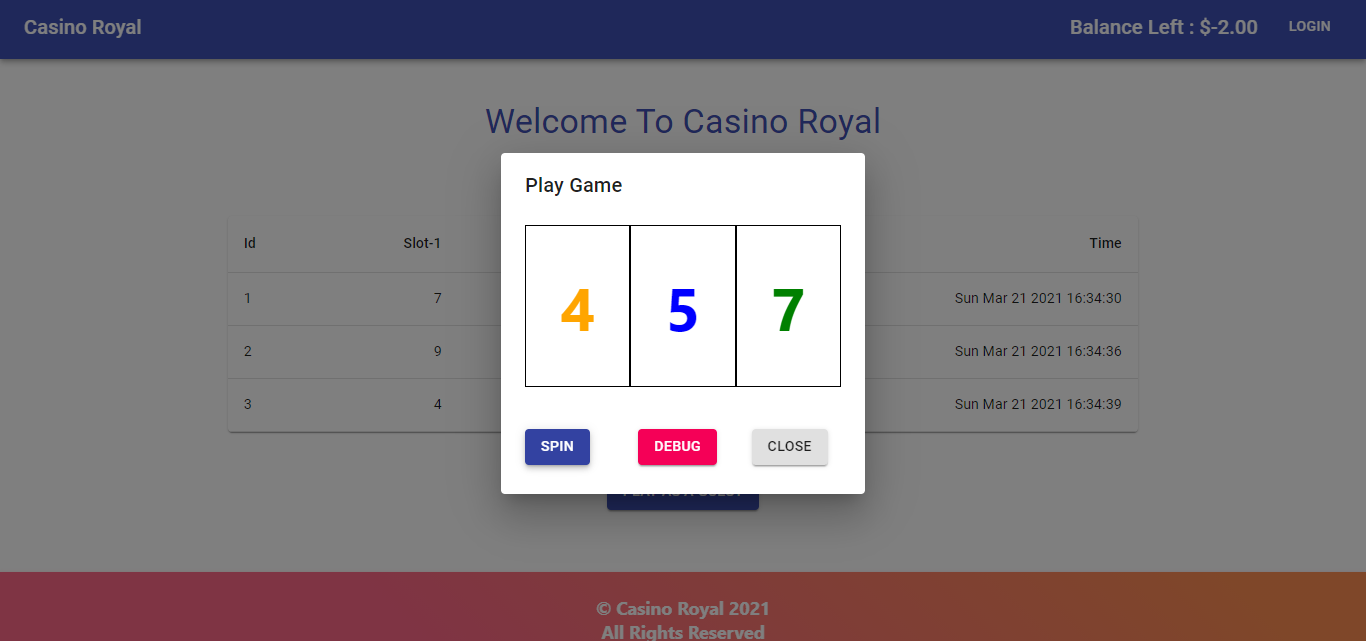 Casino Royal
Balance Left : $-2.00 LOGIN
Welcome To Casino Royal
Play Game
4 5 7
SPIN DEBUG CLOSE
Id Slot-1 Time
1 7 Sun Mar 21 2021 16:34:30
2 9 Sun Mar 21 2021 16:34:36
3 4 Sun Mar 21 2021 16:34:39
© Casino Royal 2021
All Rights Reserved